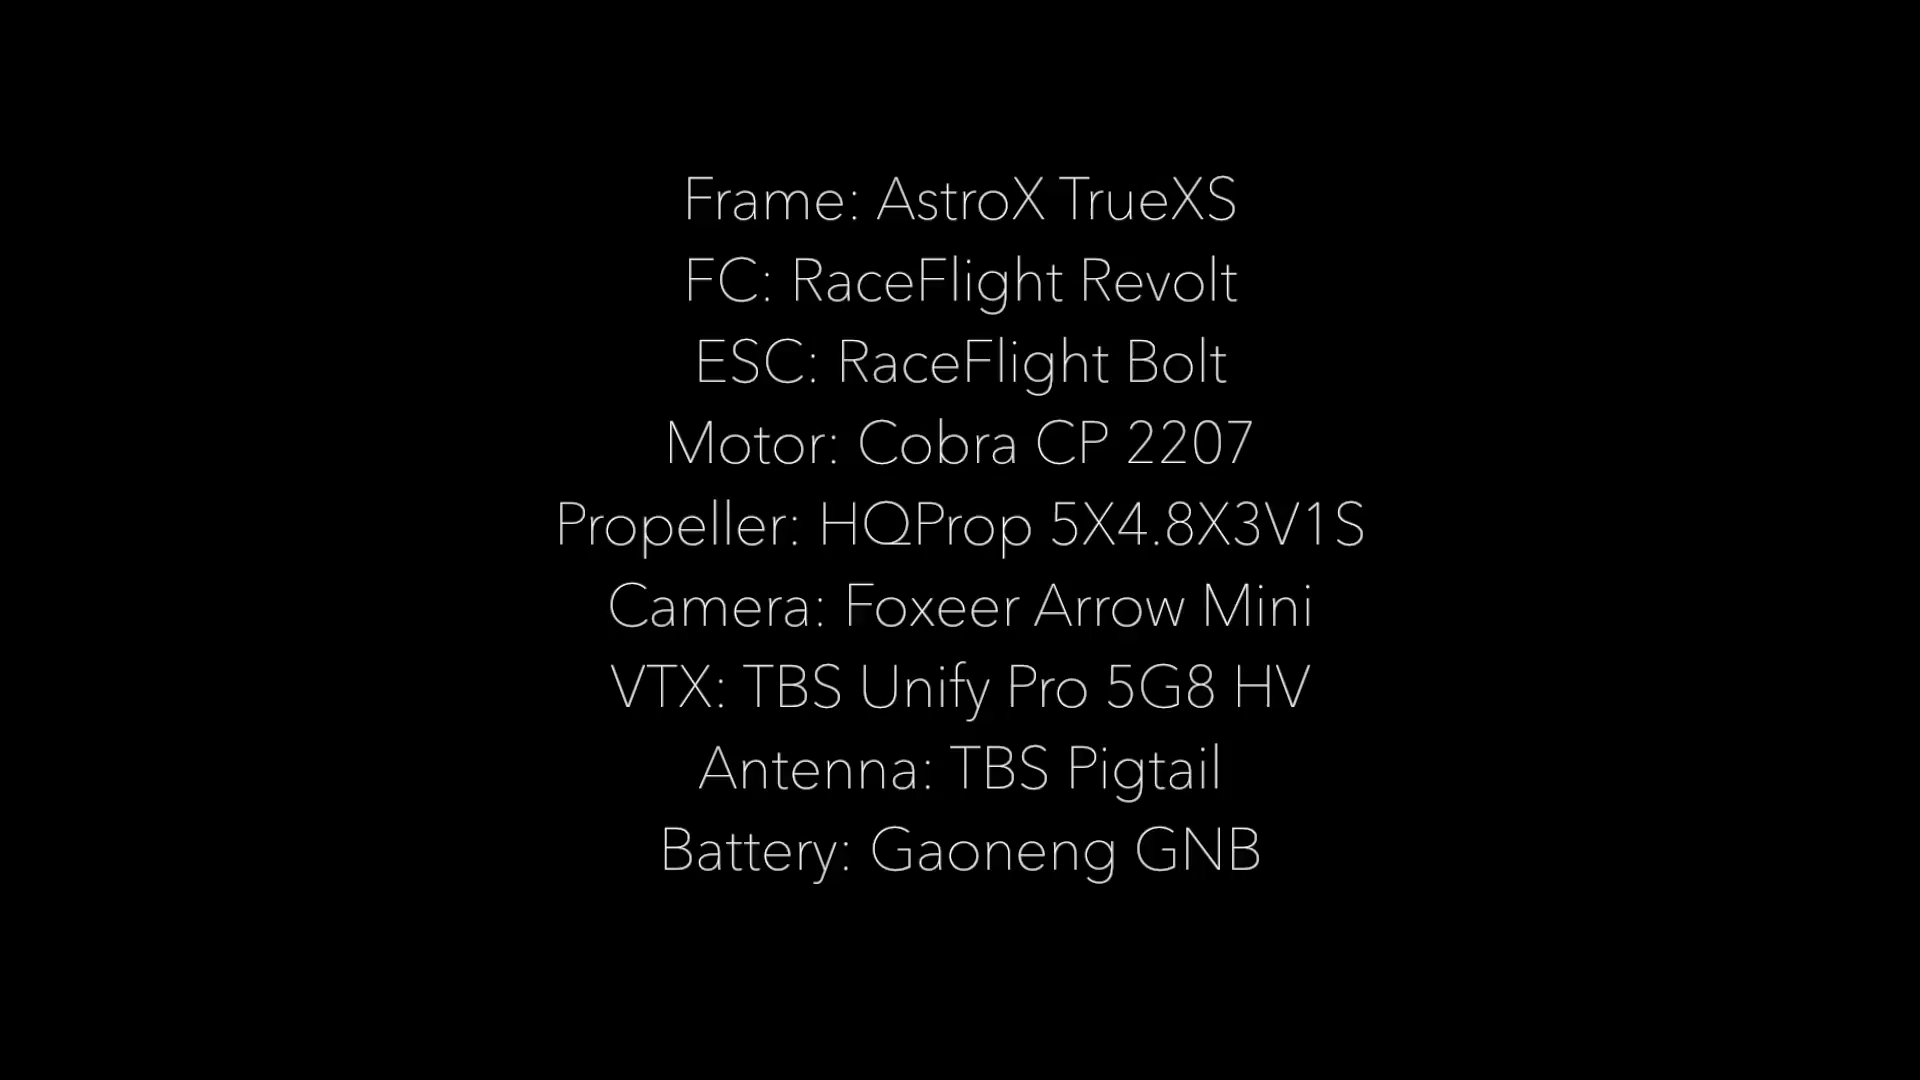 Frame: AstroX TrueXS
FC: RaceFlight Revolt
ESC: RaceFlight Bolt
Motor: Cobra CP 2207
Propeller: HQProp 5X4.8X3V1S
Camera: Foxeer Arrow Mini
VTX: TBS Unify Pro 5G8 HV
Antenna: TBS Pigtail
Battery: Gaoneng GNB